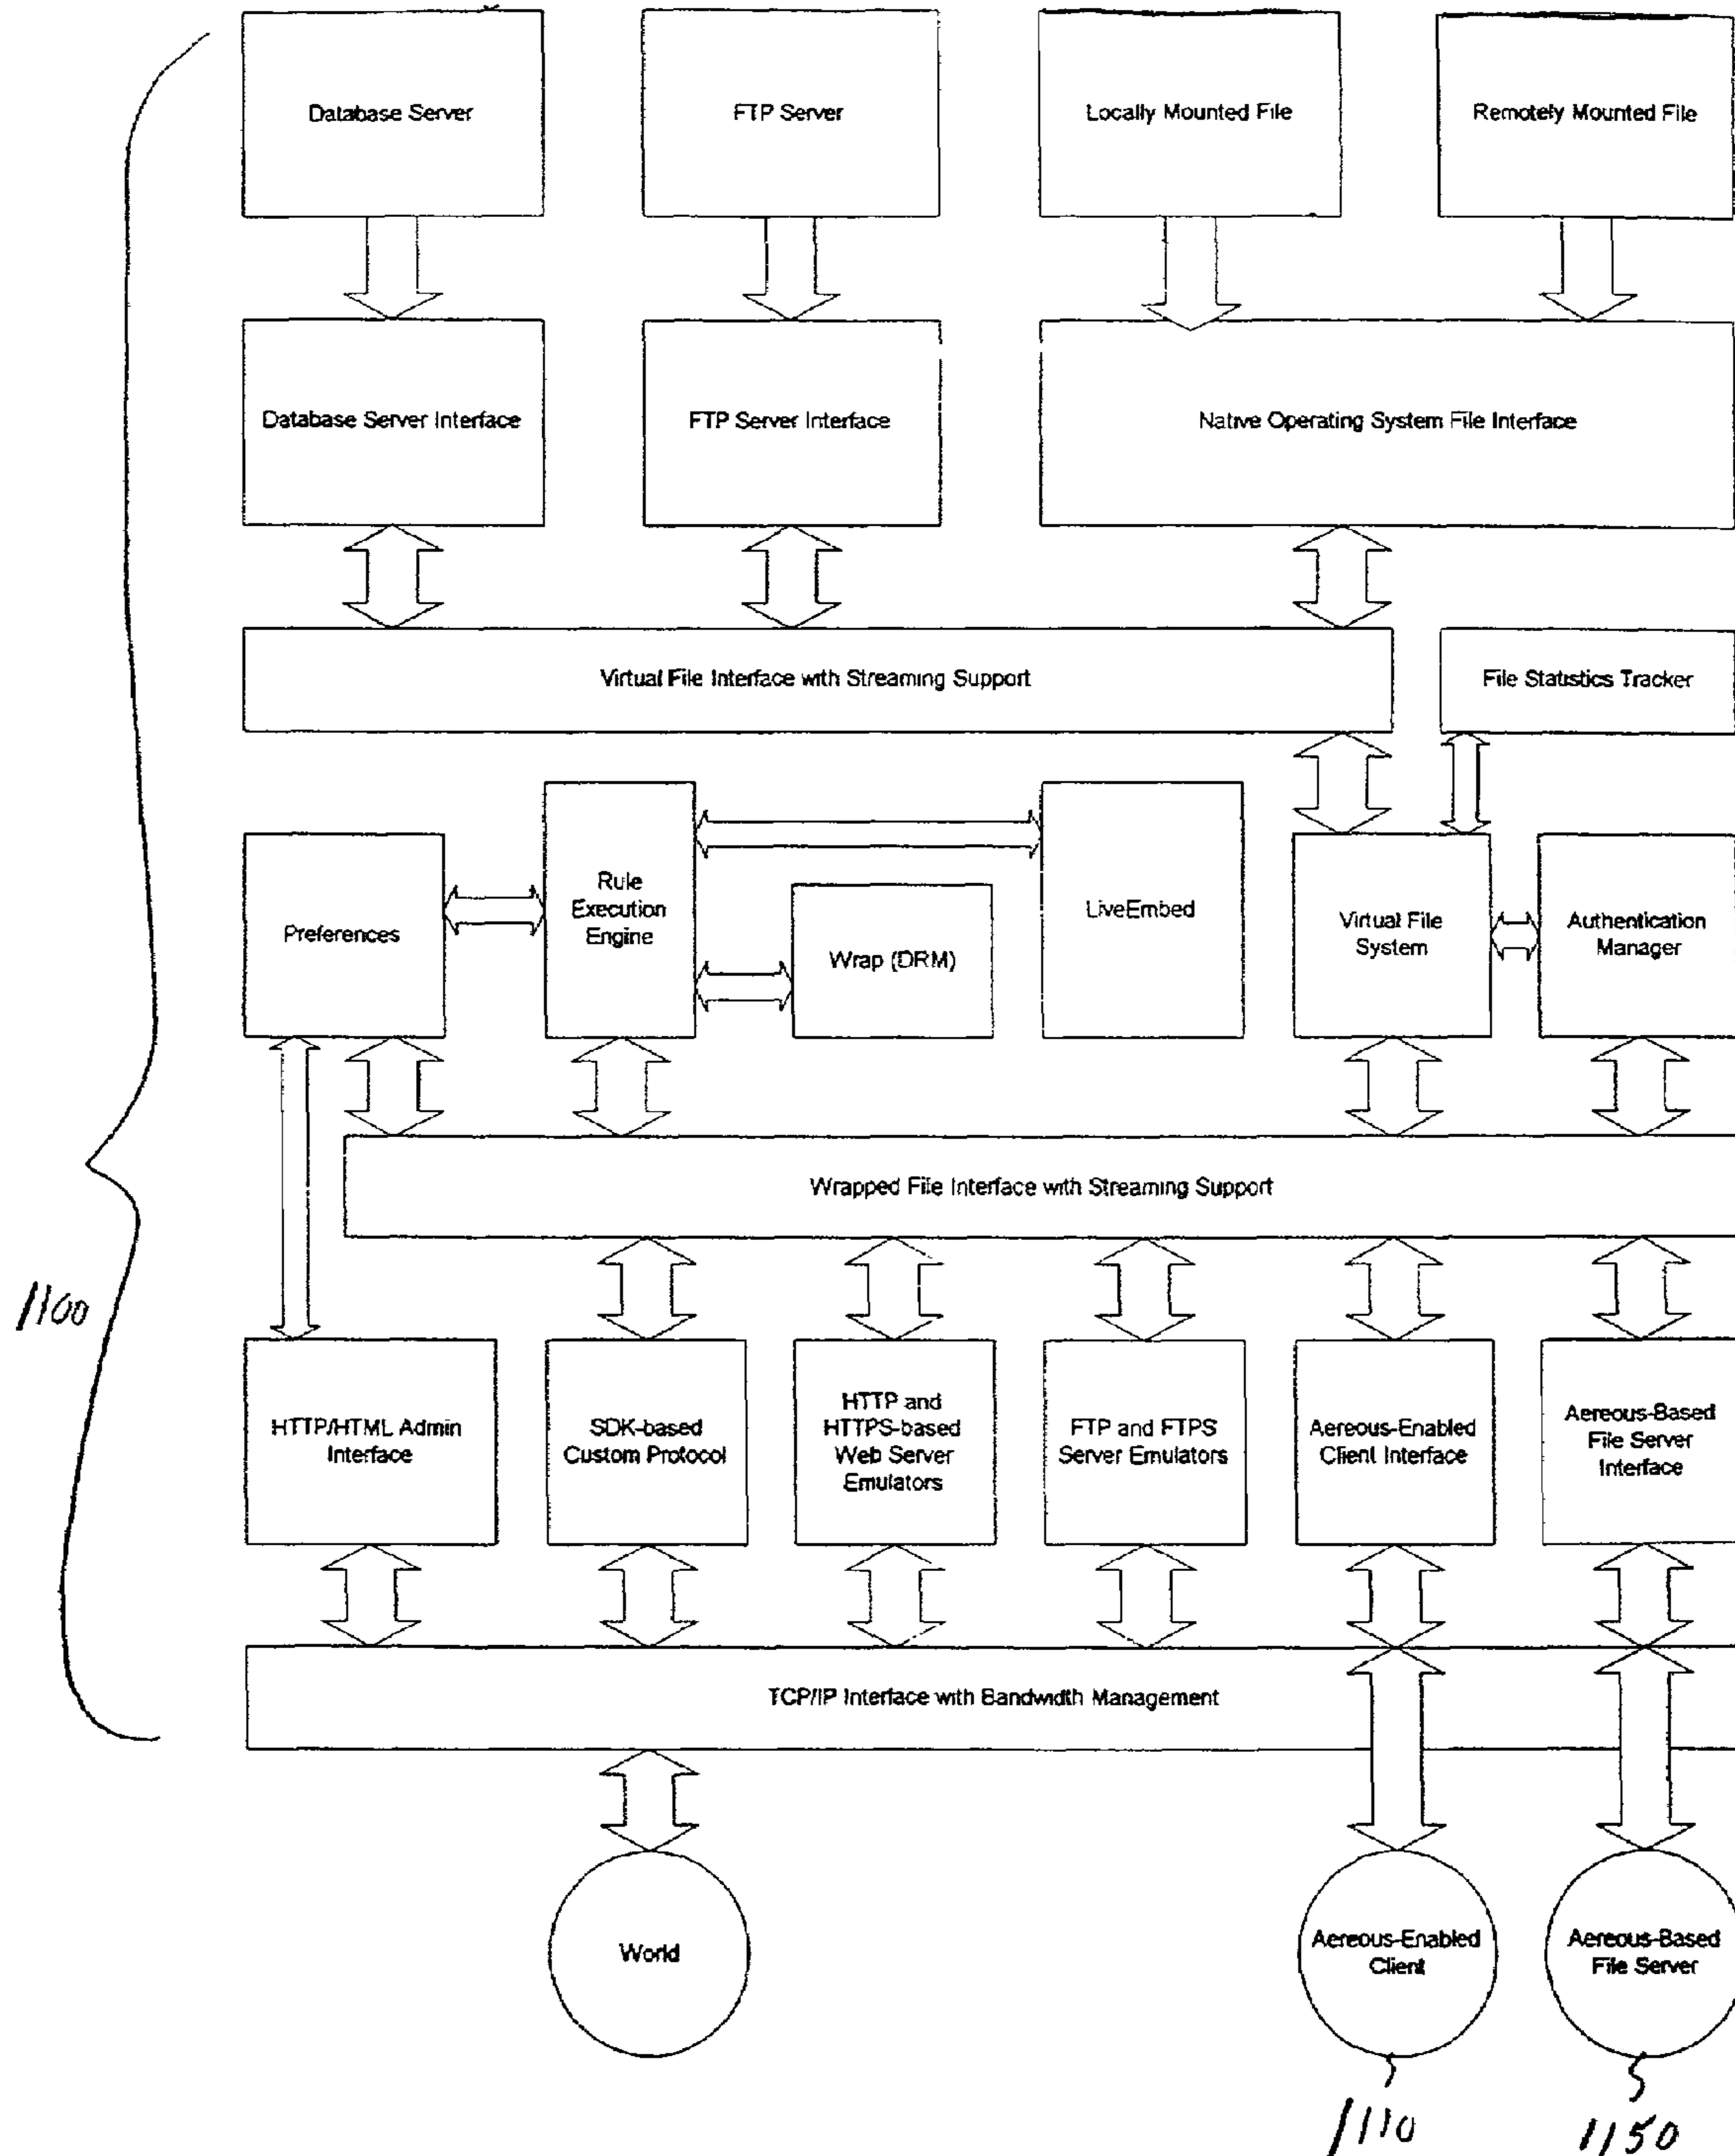 Database Server
FTP Server
Locally Mounted File
Remotely Mounted File
Database Server Interface
FTP Server Interface
Native Operating System File Interface
Virtual File Interface with Streaming Support
File Statistics Tracker
Preferences
Rule
Execution
Engine
Wrap (DRM)
LiveEmbed
Virtual File
System
Authentication
Manager
Wrapped File Interface with Streaming Support
1100
HTTP/HTML Admin
Interface
SDK-based
Custom Protocol
HTTP and
HTTPS-based
Web Server
Emulators
FTP and FTPS
Server Emulators
Aereous-Enabled
Client Interface
Aereous-Based
File Server
Interface
TCP/IP Interface with Bandwidth Management
World
Aereous-Enabled
Client
Aereous-Based
File Server
1110
1150